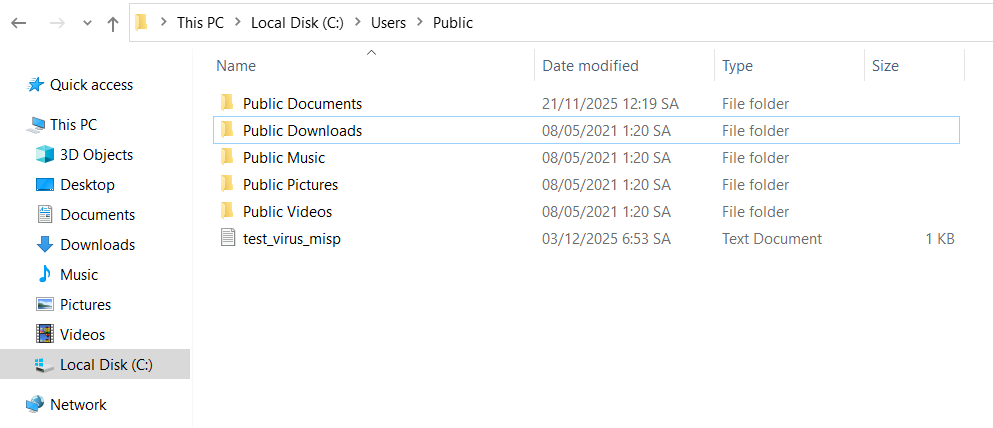 This PC > Local Disk (C:) > Users > Public
Name Date modified Type Size
Quick access
This PC
3D Objects
Desktop
Documents
Downloads
Music
Pictures
Videos
Local Disk (C:)
Network
Public Documents 21/11/2025 12:19 SA File folder
Public Downloads 08/05/2021 1:20 SA File folder
Public Music 08/05/2021 1:20 SA File folder
Public Pictures 08/05/2021 1:20 SA File folder
Public Videos 08/05/2021 1:20 SA File folder
test_virus_misp 03/12/2025 6:53 SA Text Document 1 KB